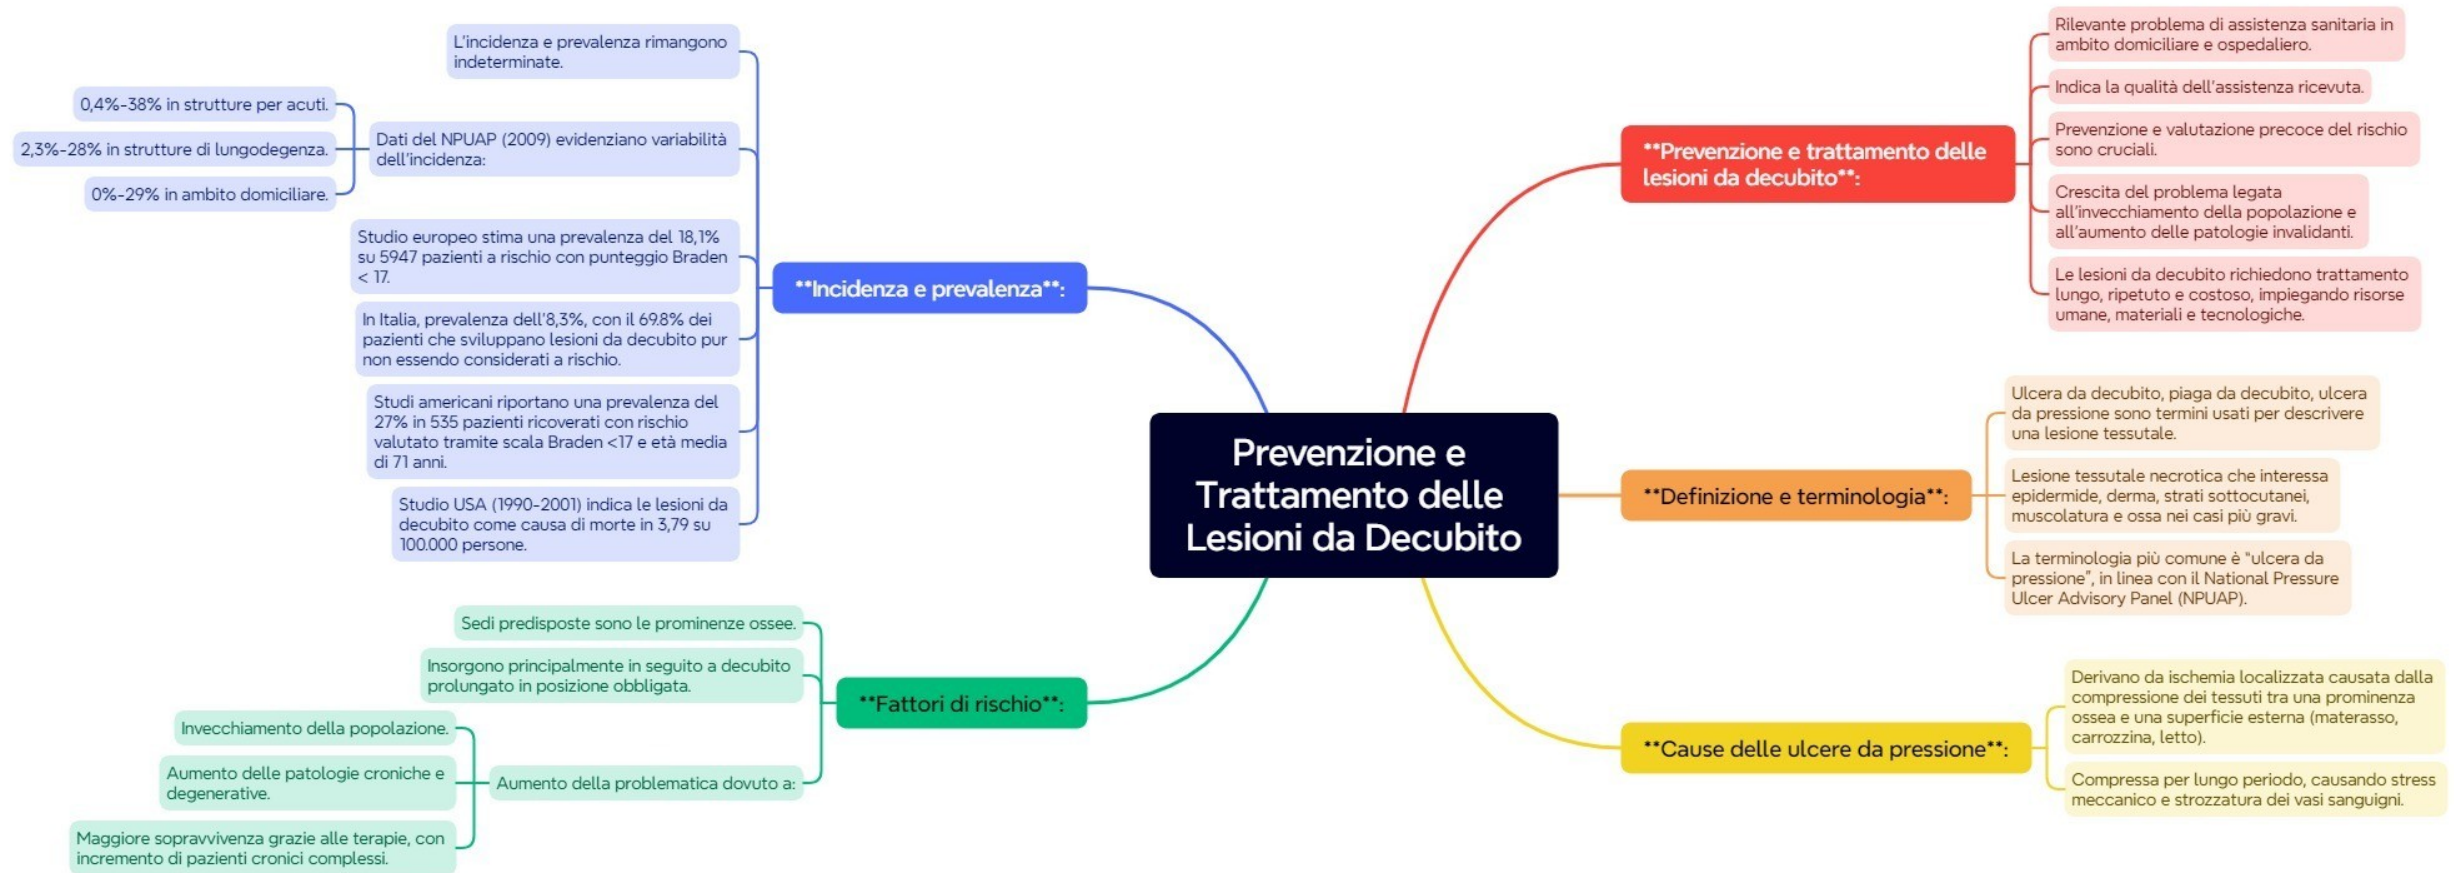 Prevenzione e
Trattamento delle
Lesioni da Decubito
**Prevenzione e trattamento delle
lesioni da decubito**:
Rilevante problema di assistenza sanitaria in
ambito domiciliare e ospedaliero.
Indica la qualità dell'assistenza ricevuta.
Prevenzione e valutazione precoce del rischio
sono cruciali.
Crescita del problema legata
all'invecchiamento della popolazione e
all'aumento delle patologie invalidanti.
Le lesioni da decubito richiedono trattamento
lungo, ripetuto e costoso, impiegando risorse
umane, materiali e tecnologiche.
**Definizione e terminologia**:
Ulcera da decubito, piaga da decubito, ulcera
da pressione sono termini usati per descrivere
una lesione tessutale.
Lesione tessutale necrotica che interessa
epidermide, derma, strati sottocutanei,
muscolatura e ossa nei casi più gravi.
La terminologia più comune è "ulcera da
pressione", in linea con il National Pressure
Ulcer Advisory Panel (NPUAP).
**Cause delle ulcere da pressione**:
Derivano da ischemia localizzata causata dalla
compressione dei tessuti tra una prominenza
ossea e una superficie esterna (materasso,
carrozzina, letto).
Compressa per lungo periodo, causando stress
meccanico e strozzatura dei vasi sanguigni.
**Incidenza e prevalenza**:
L'incidenza e prevalenza rimangono
indeterminate.
Dati del NPUAP (2009) evidenziano variabilità
dell'incidenza:
0,4%-38% in strutture per acuti.
2,3%-28% in strutture di lungodegenza.
0%-29% in ambito domiciliare.
Studio europeo stima una prevalenza del 18,1%
su 5947 pazienti a rischio con punteggio Braden
< 17.
In Italia, prevalenza dell'8,3%, con il 69.8% dei
pazienti che sviluppano lesioni da decubito pur
non essendo considerati a rischio.
Studi americani riportano una prevalenza del
27% in 535 pazienti ricoverati con rischio
valutato tramite scala Braden <17 e età media
di 71 anni.
Studio USA (1990-2001) indica le lesioni da
decubito come causa di morte in 3,79 su
100.000 persone.
**Fattori di rischio**:
Sedi predisposte sono le prominenze ossee.
Insorgono principalmente in seguito a decubito
prolungato in posizione obbligata.
Aumento della problematica dovuto a:
Invecchiamento della popolazione.
Aumento delle patologie croniche e
degenerative.
Maggiore sopravvivenza grazie alle terapie, con
incremento di pazienti cronici complessi.